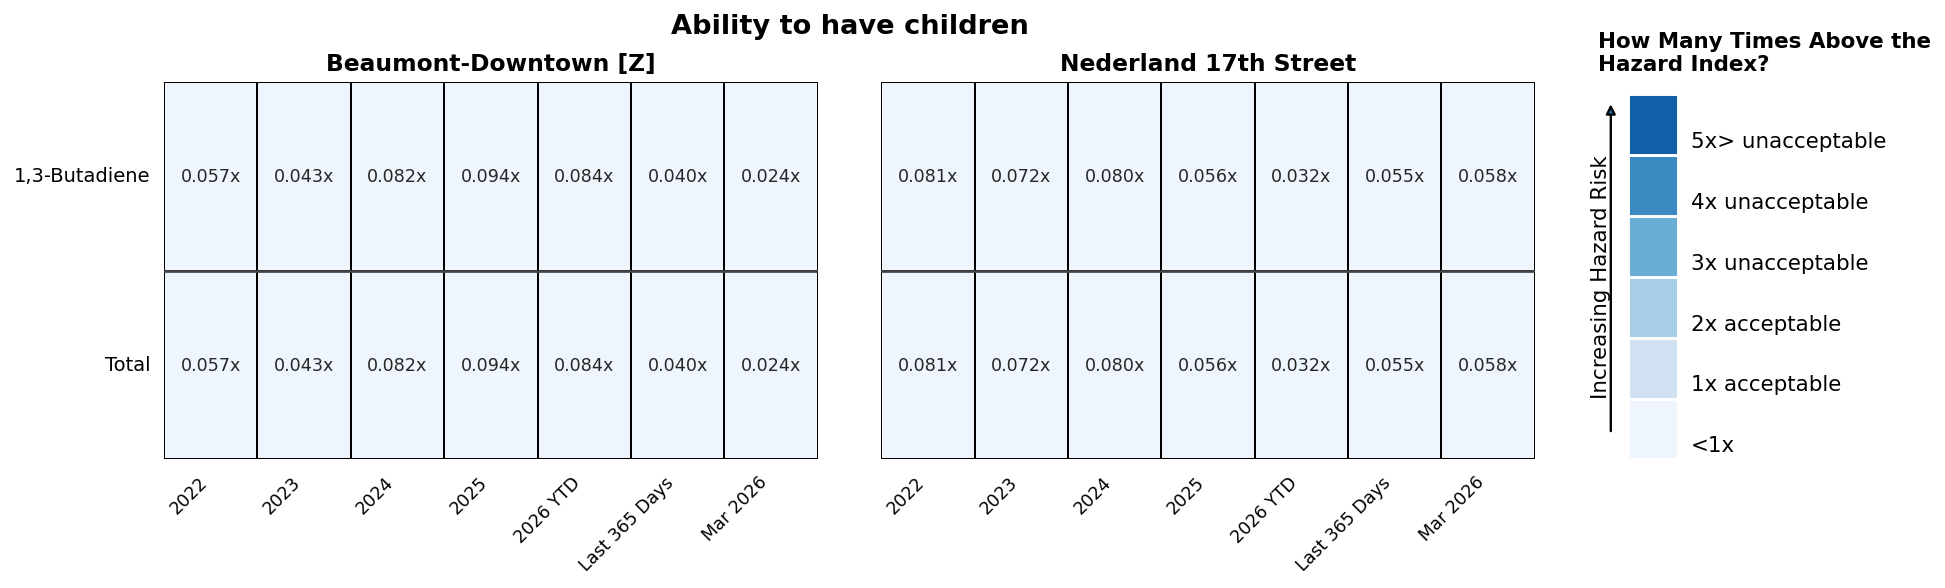 Ability to have children
Beaumont-Downtown [Z]
Nederland 17th Street
1,3-Butadiene
0.057x 0.043x 0.082x 0.094x 0.084x 0.040x 0.024x
0.081x 0.072x 0.080x 0.056x 0.032x 0.055x 0.058x
Total
0.057x 0.043x 0.082x 0.094x 0.084x 0.040x 0.024x
0.081x 0.072x 0.080x 0.056x 0.032x 0.055x 0.058x
2022 2023 2024 2025 2026 YTD Last 365 Days Mar 2026
2022 2023 2024 2025 2026 YTD Last 365 Days Mar 2026
How Many Times Above the
Hazard Index?
Increasing Hazard Risk
5x> unacceptable
4x unacceptable
3x unacceptable
2x acceptable
1x acceptable
<1x